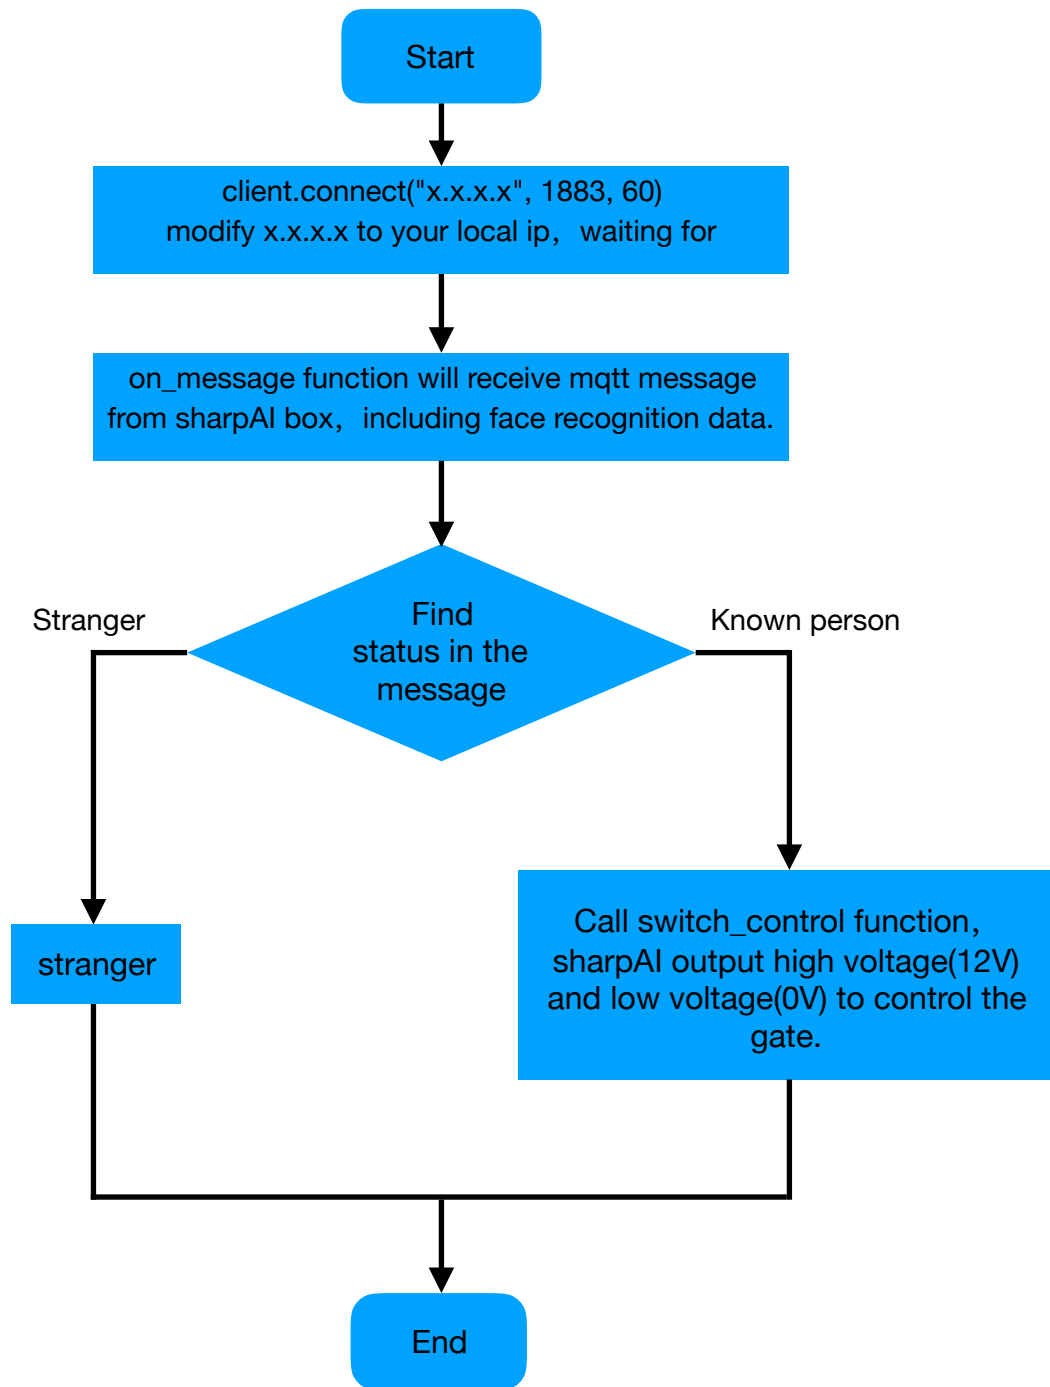 Start
client.connect("x.x.x.x", 1883, 60)
modify x.x.x.x to your local ip，waiting for
on_message function will receive mqtt message
from sharpAI box，including face recognition data.
Find
status in the
message
Stranger
Known person
stranger
Call switch_control function，
sharpAI output high voltage(12V)
and low voltage(0V) to control the
gate.
End